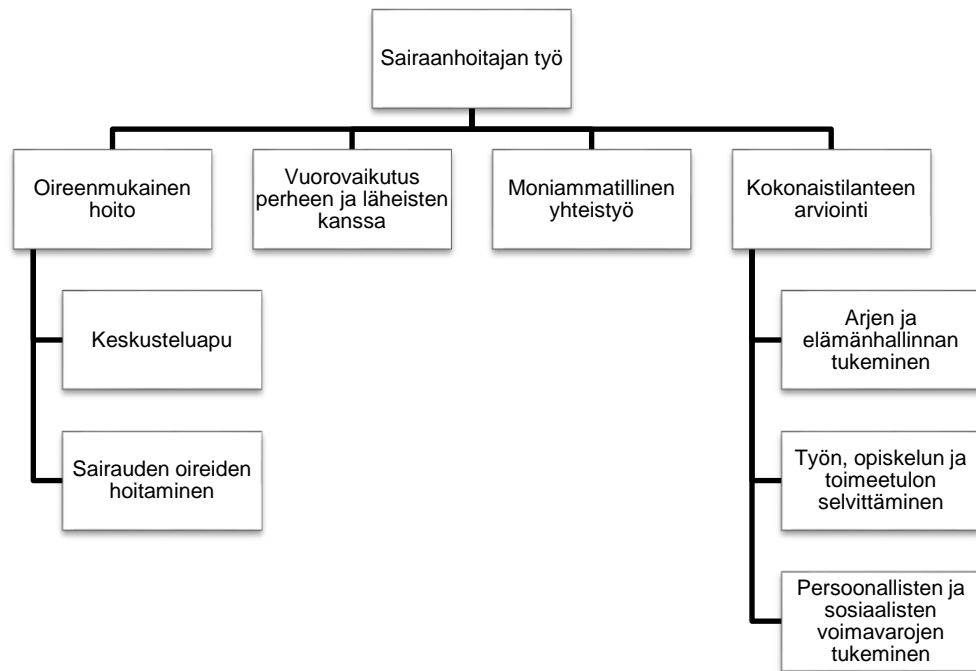 Sairaanhoitajan työ
Oireenmukainen
hoito
Vuorovaikutus
perheen ja läheisten
kanssa
Moniammatillinen
yhteistyö
Kokonaistilanteen
arviointi
Keskusteluapu
Sairauden oireiden
hoitaminen
Arjen ja
elämänhallinnan
tukeminen
Työn, opiskelun ja
toimeetulon
selvittäminen
Persoonallisten ja
sosiaalisten
voimavarojen
tukeminen